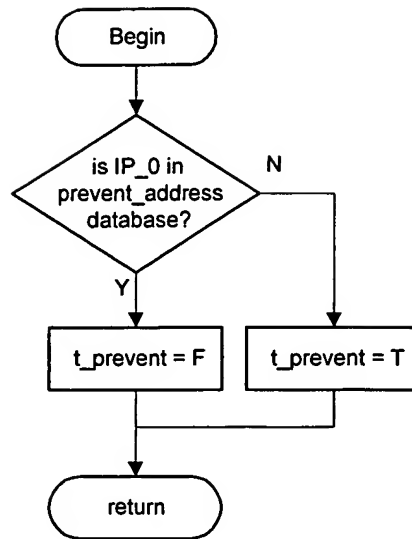 Begin
is IP_0 in
prevent_address
database?
N
Y
t_prevent = F
t_prevent = T
return